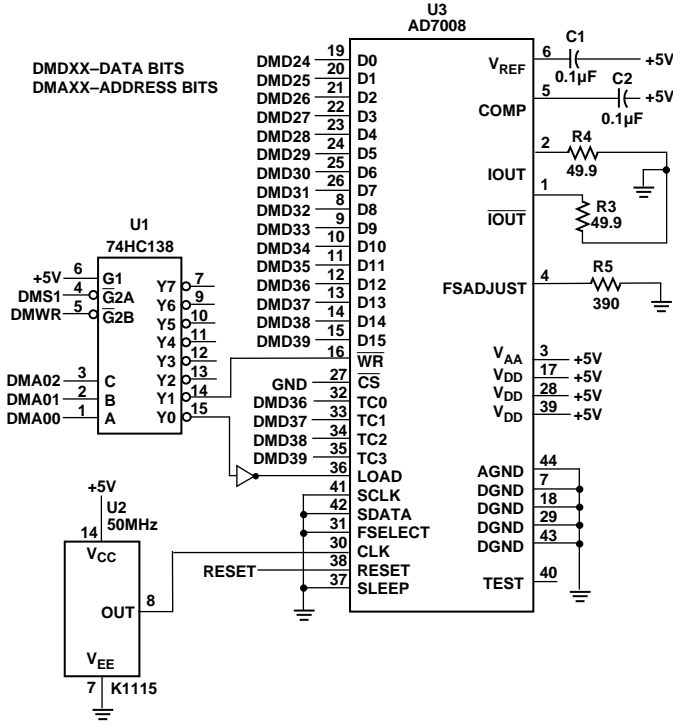 U3
AD7008
DMDXX–DATA BITS
DMAXX–ADDRESS BITS
U1
74HC138
+5V 6 G1
DMS1 4 G2A
DMWR 5 G2B
DMA02 3 C
DMA01 2 B
DMA00 1 A
Y7 7
Y6 9
Y5 10
Y4 11
Y3 12
Y2 13
Y1 14
Y0 15
DMD24 19 D0
DMD25 20 D1
DMD26 21 D2
DMD27 22 D3
DMD28 23 D4
DMD29 24 D5
DMD30 25 D6
DMD31 26 D7
DMD32 8 D8
DMD33 9 D9
DMD34 10 D10
DMD35 11 D11
DMD36 12 D12
DMD37 13 D13
DMD38 14 D14
DMD39 15 D15
16 WR
GND 27 CS
DMD36 32 TC0
DMD37 33 TC1
DMD38 34 TC2
DMD39 35 TC3
36 LOAD
41 SCLK
42 SDATA
31 FSELECT
30 CLK
RESET 38 RESET
37 SLEEP
VREF 6 C1 0.1µF +5V
COMP 5 C2 0.1µF +5V
IOUT 2 R4 49.9
IOUT 1 R3 49.9
FSADJUST 4 R5 390
VAA 3 +5V
VDD 17 +5V
VDD 28 +5V
VDD 39 +5V
AGND 44
DGND 7
DGND 18
DGND 29
DGND 43
TEST 40
+5V
U2
50MHz
14
VCC
OUT 8
VEE
7 K1115